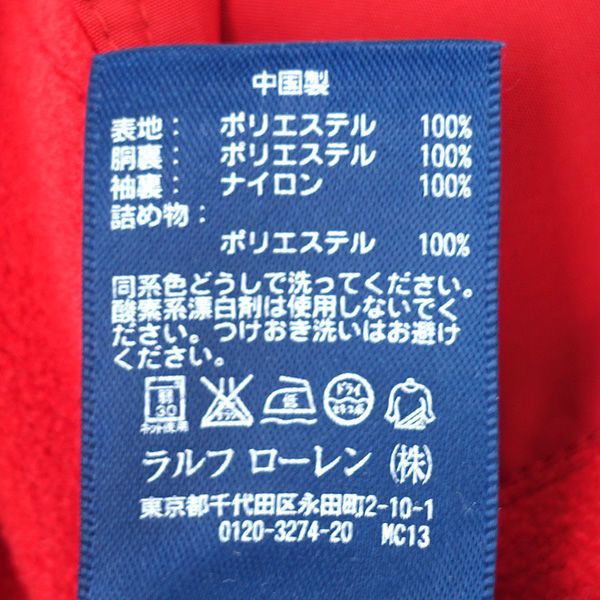 中国製
表地： ポリエステル 100%
胴裏： ポリエステル 100%
袖裏： ナイロン 100%
詰め物：
ポリエステル 100%
同系色どうしで洗ってください。
酸素系漂白剤は使用しないでく
ださい。つけおき洗いはお避け
ください。
弱 30 低 ドライ
ネット使用
ラルフ ローレン (株)
東京都千代田区永田町2-10-1
0120-3274-20 MC13